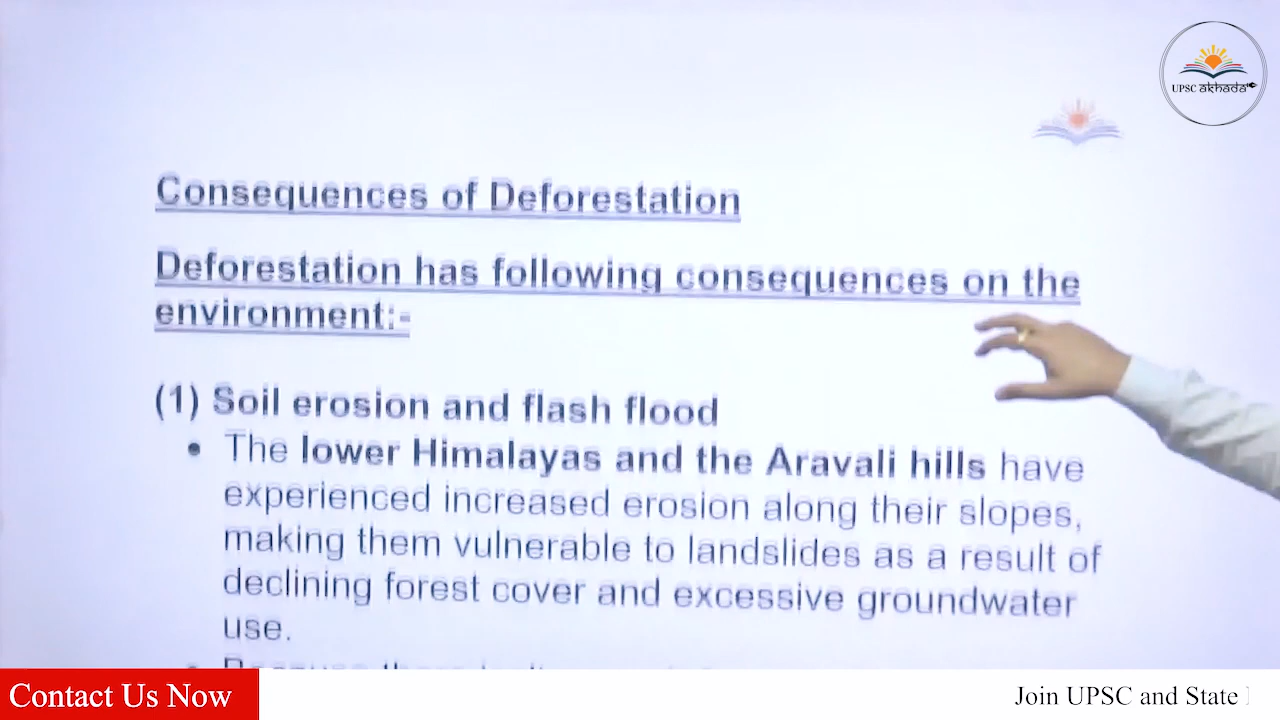 UPSC akhada
Consequences of Deforestation
Deforestation has following consequences on the
environment:-
(1) Soil erosion and flash flood
• The lower Himalayas and the Aravali hills have
experienced increased erosion along their slopes,
making them vulnerable to landslides as a result of
declining forest cover and excessive groundwater
use.
Contact Us Now
Join UPSC and State